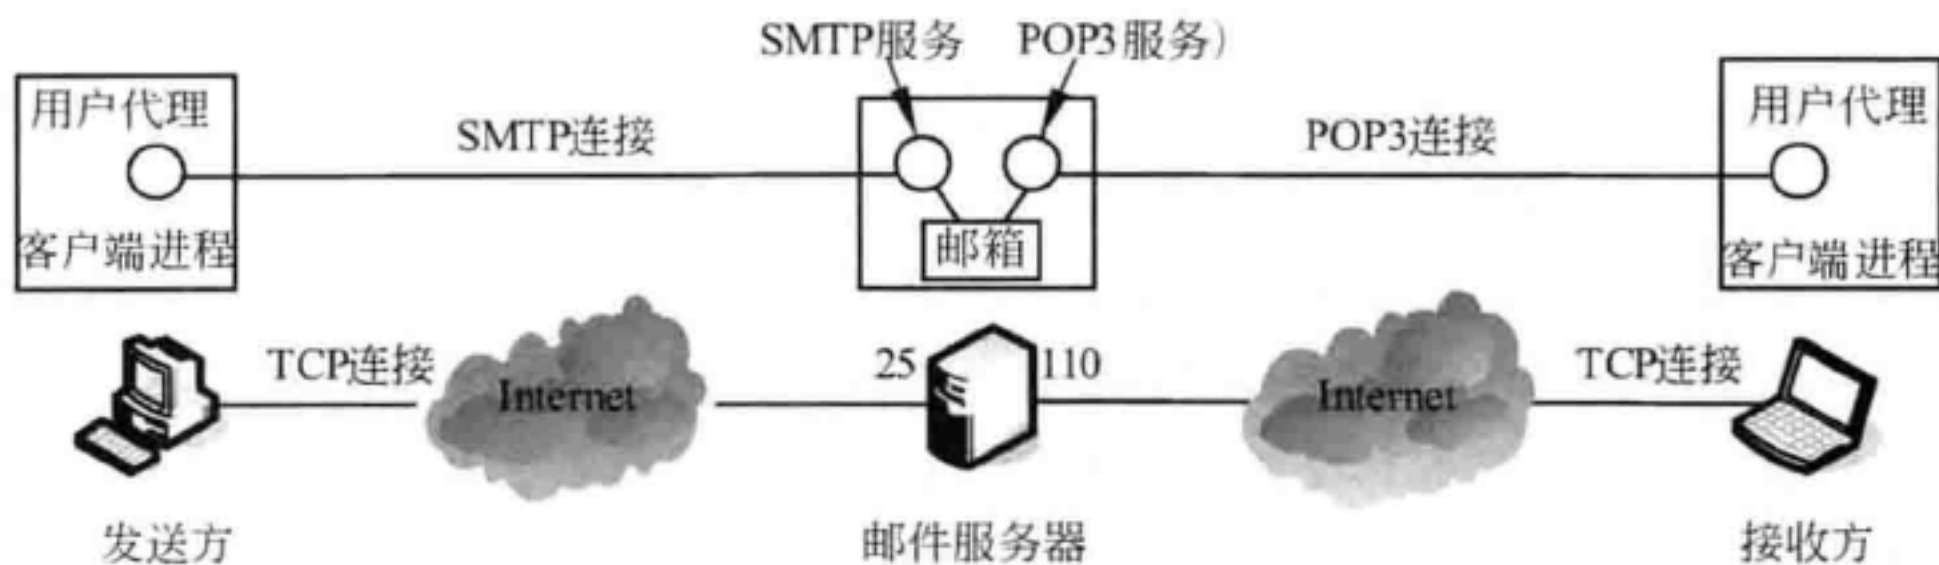 SMTP服务 POP3服务）
用户代理 SMTP连接 POP3连接 用户代理
客户端进程 邮箱 客户端进程
TCP连接 Internet 25 110 Internet TCP连接
发送方 邮件服务器 接收方